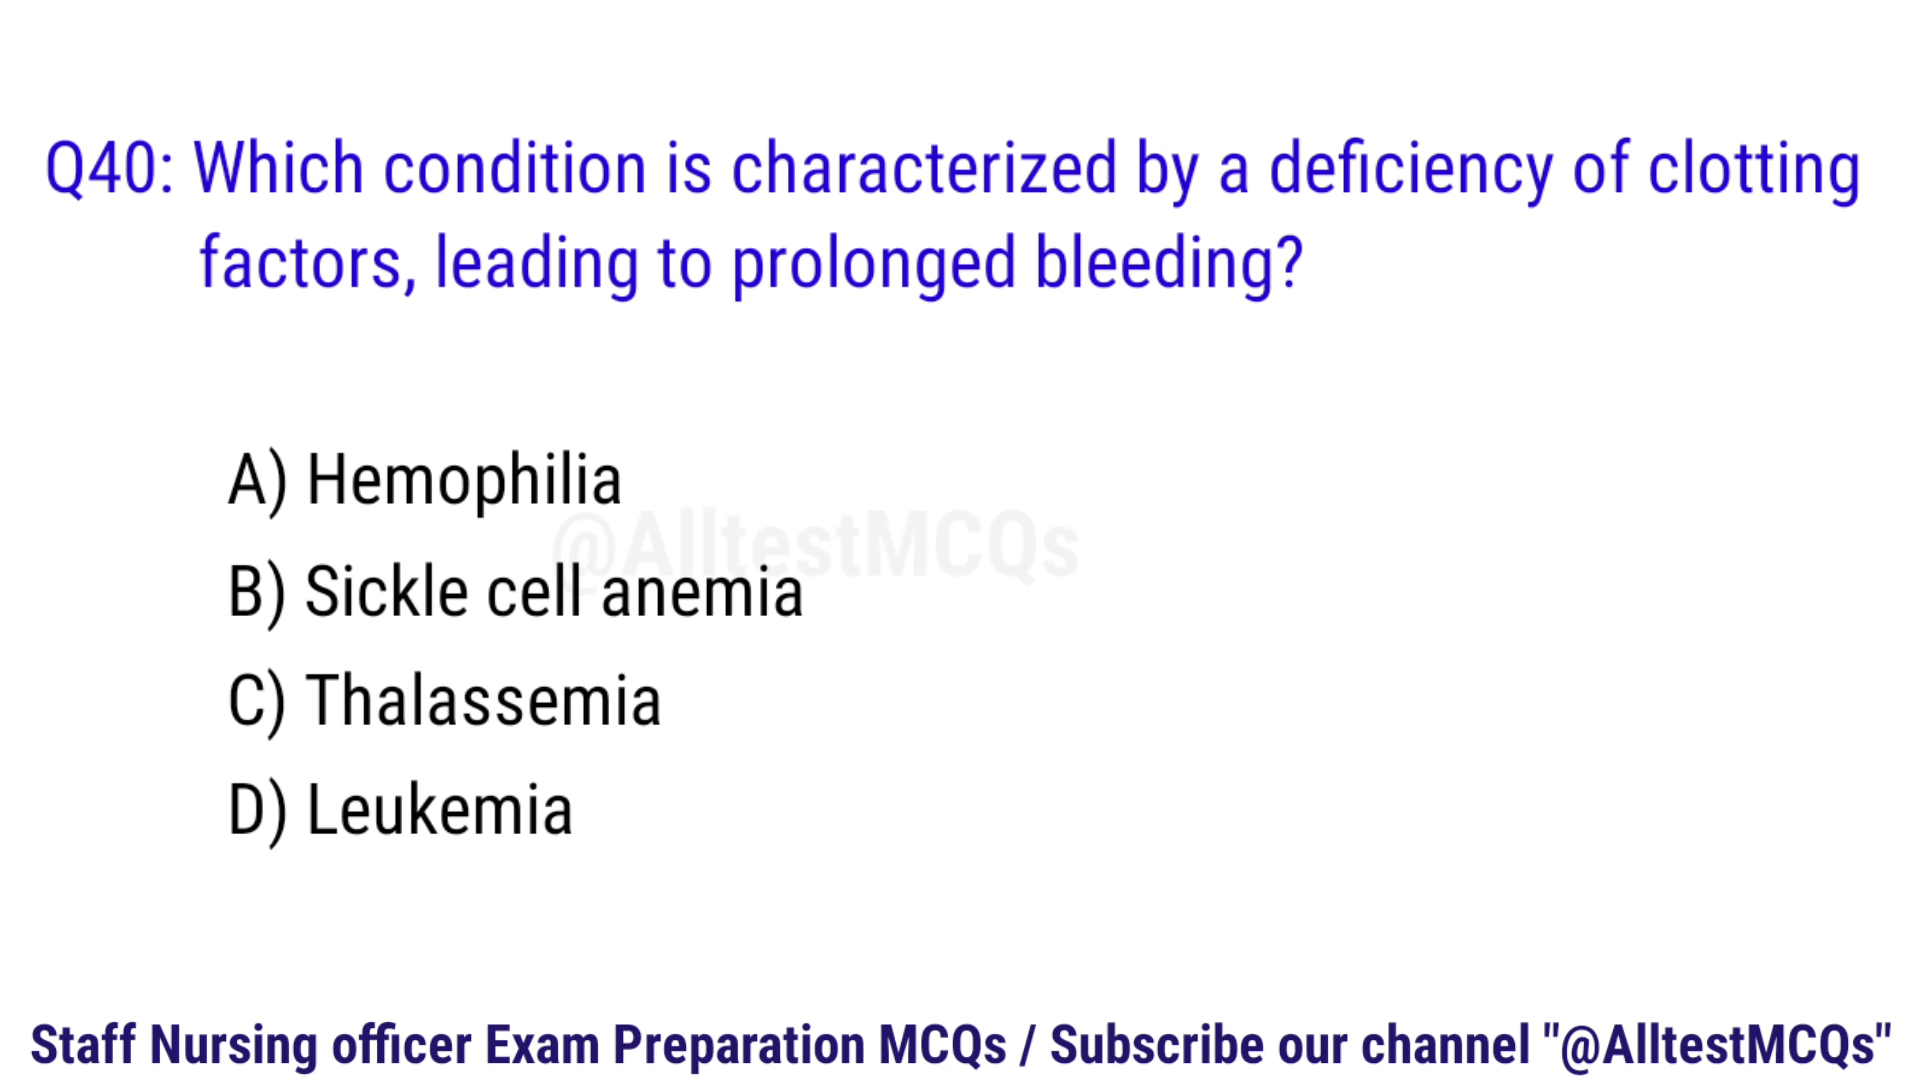 Q40: Which condition is characterized by a deficiency of clotting
factors, leading to prolonged bleeding?
A) Hemophilia
@AlltestMCQs
B) Sickle cell anemia
C) Thalassemia
D) Leukemia
Staff Nursing officer Exam Preparation MCQs / Subscribe our channel "@AlltestMCQs"